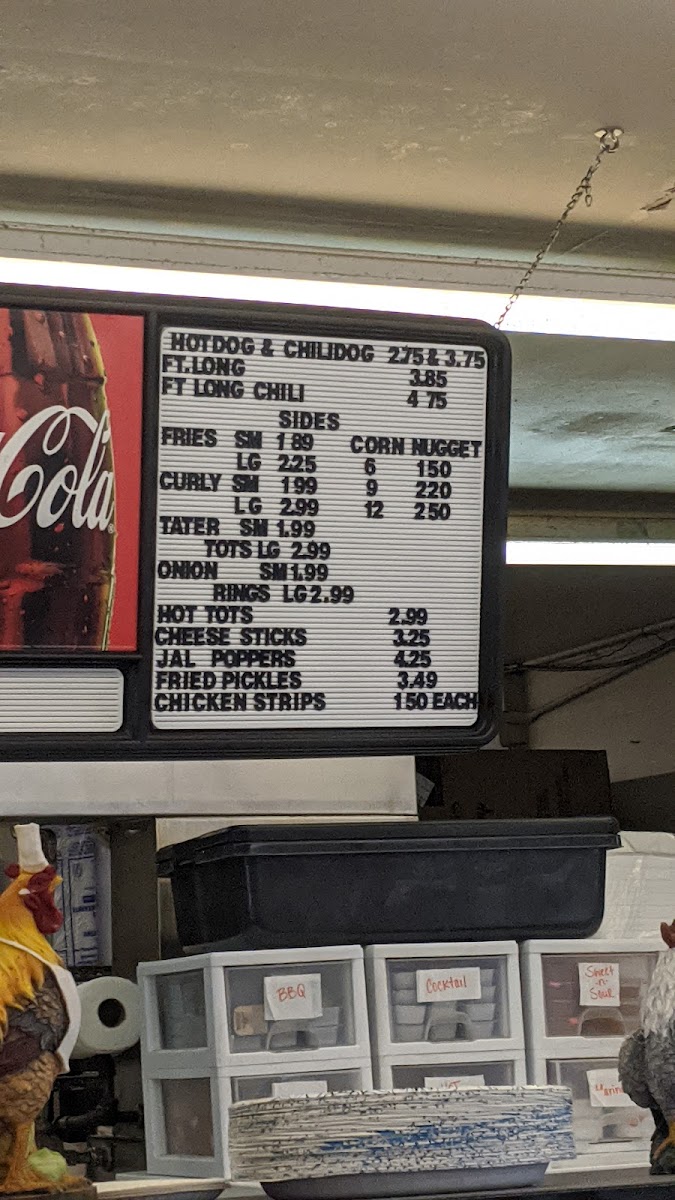 Cola
HOTDOG & CHILIDOG 2.75 & 3.75
FT. LONG 3.85
FT LONG CHILI 4 75
SIDES
FRIES SM 1 89
LG 2.25
CURLY SM 1 99
LG 2.99
TATER SM 1.99
TOTS LG 2.99
ONION SM 1.99
RINGS LG 2.99
CORN NUGGET
6 150
9 220
12 250
HOT TOTS 2.99
CHEESE STICKS 3.25
JAL POPPERS 4.25
FRIED PICKLES 3.49
CHICKEN STRIPS 1 50 EACH
BBQ
Cocktail
Sweet
-n-
Sour